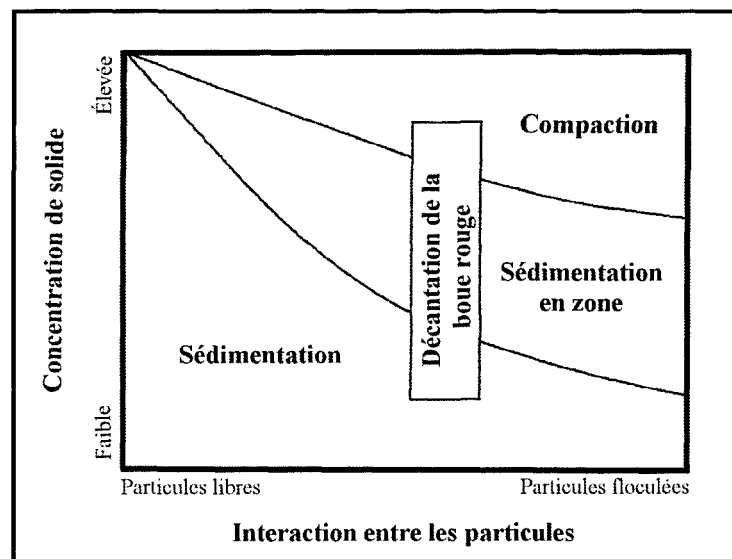 Concentration de solide
Élevée
Faible
Compaction
Décantation de la
boue rouge
Sédimentation
en zone
Sédimentation
Particules libres
Particules floculées
Interaction entre les particules